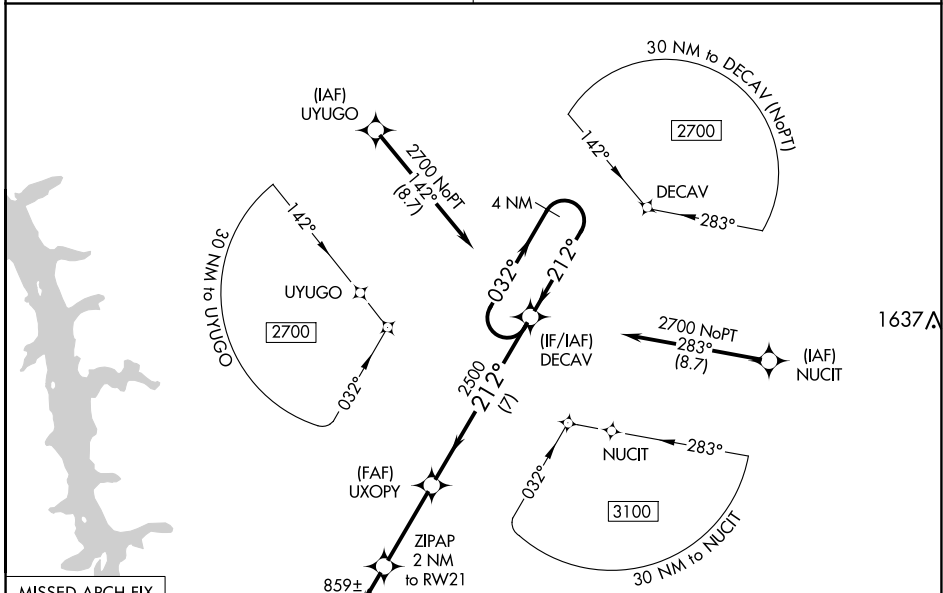 30 NM to DECAV (NoPT)
2700
142°
DECAV
283°
(IAF)
UYUGO
2700 NoPT
142°
(8.7)
4 NM
032°
212°
142°
30 NM to UYUGO
UYUGO
2700
032°
(IF/IAF)
DECAV
2700 NoPT
283°
(8.7)
(IAF)
NUCIT
1637
2500
212°
(7)
NUCIT
283°
032°
3100
30 NM to NUCIT
(FAF)
UXOPY
ZIPAP
2 NM
to RW21
859±
MISSED APCH FIX